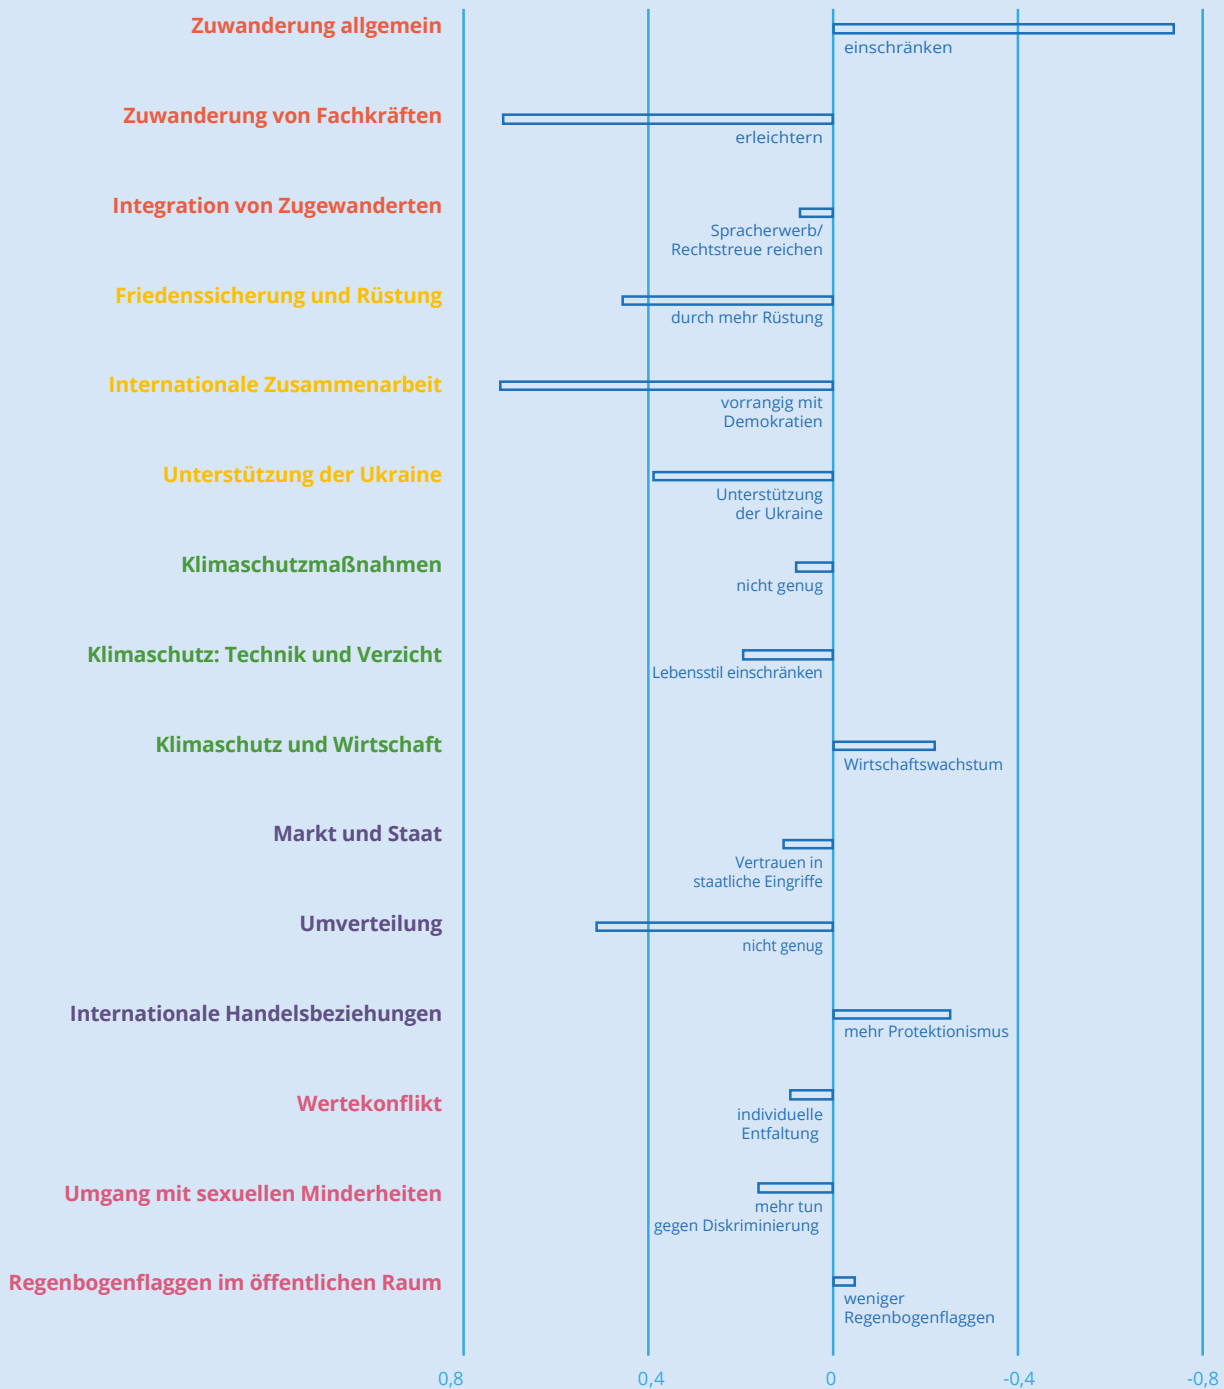 Zuwanderung allgemein
einschränken
Zuwanderung von Fachkräften
erleichtern
Integration von Zugewanderten
Spracherwerb/
Rechtstreue reichen
Friedenssicherung und Rüstung
durch mehr Rüstung
Internationale Zusammenarbeit
vorrangig mit
Demokratien
Unterstützung der Ukraine
Unterstützung
der Ukraine
Klimaschutzmaßnahmen
nicht genug
Klimaschutz: Technik und Verzicht
Lebensstil einschränken
Klimaschutz und Wirtschaft
Wirtschaftswachstum
Markt und Staat
Vertrauen in
staatliche Eingriffe
Umverteilung
nicht genug
Internationale Handelsbeziehungen
mehr Protektionismus
Wertekonflikt
individuelle
Entfaltung
Umgang mit sexuellen Minderheiten
mehr tun
gegen Diskriminierung
Regenbogenflaggen im öffentlichen Raum
weniger
Regenbogenflaggen
0,8 0,4 0 -0,4 -0,8